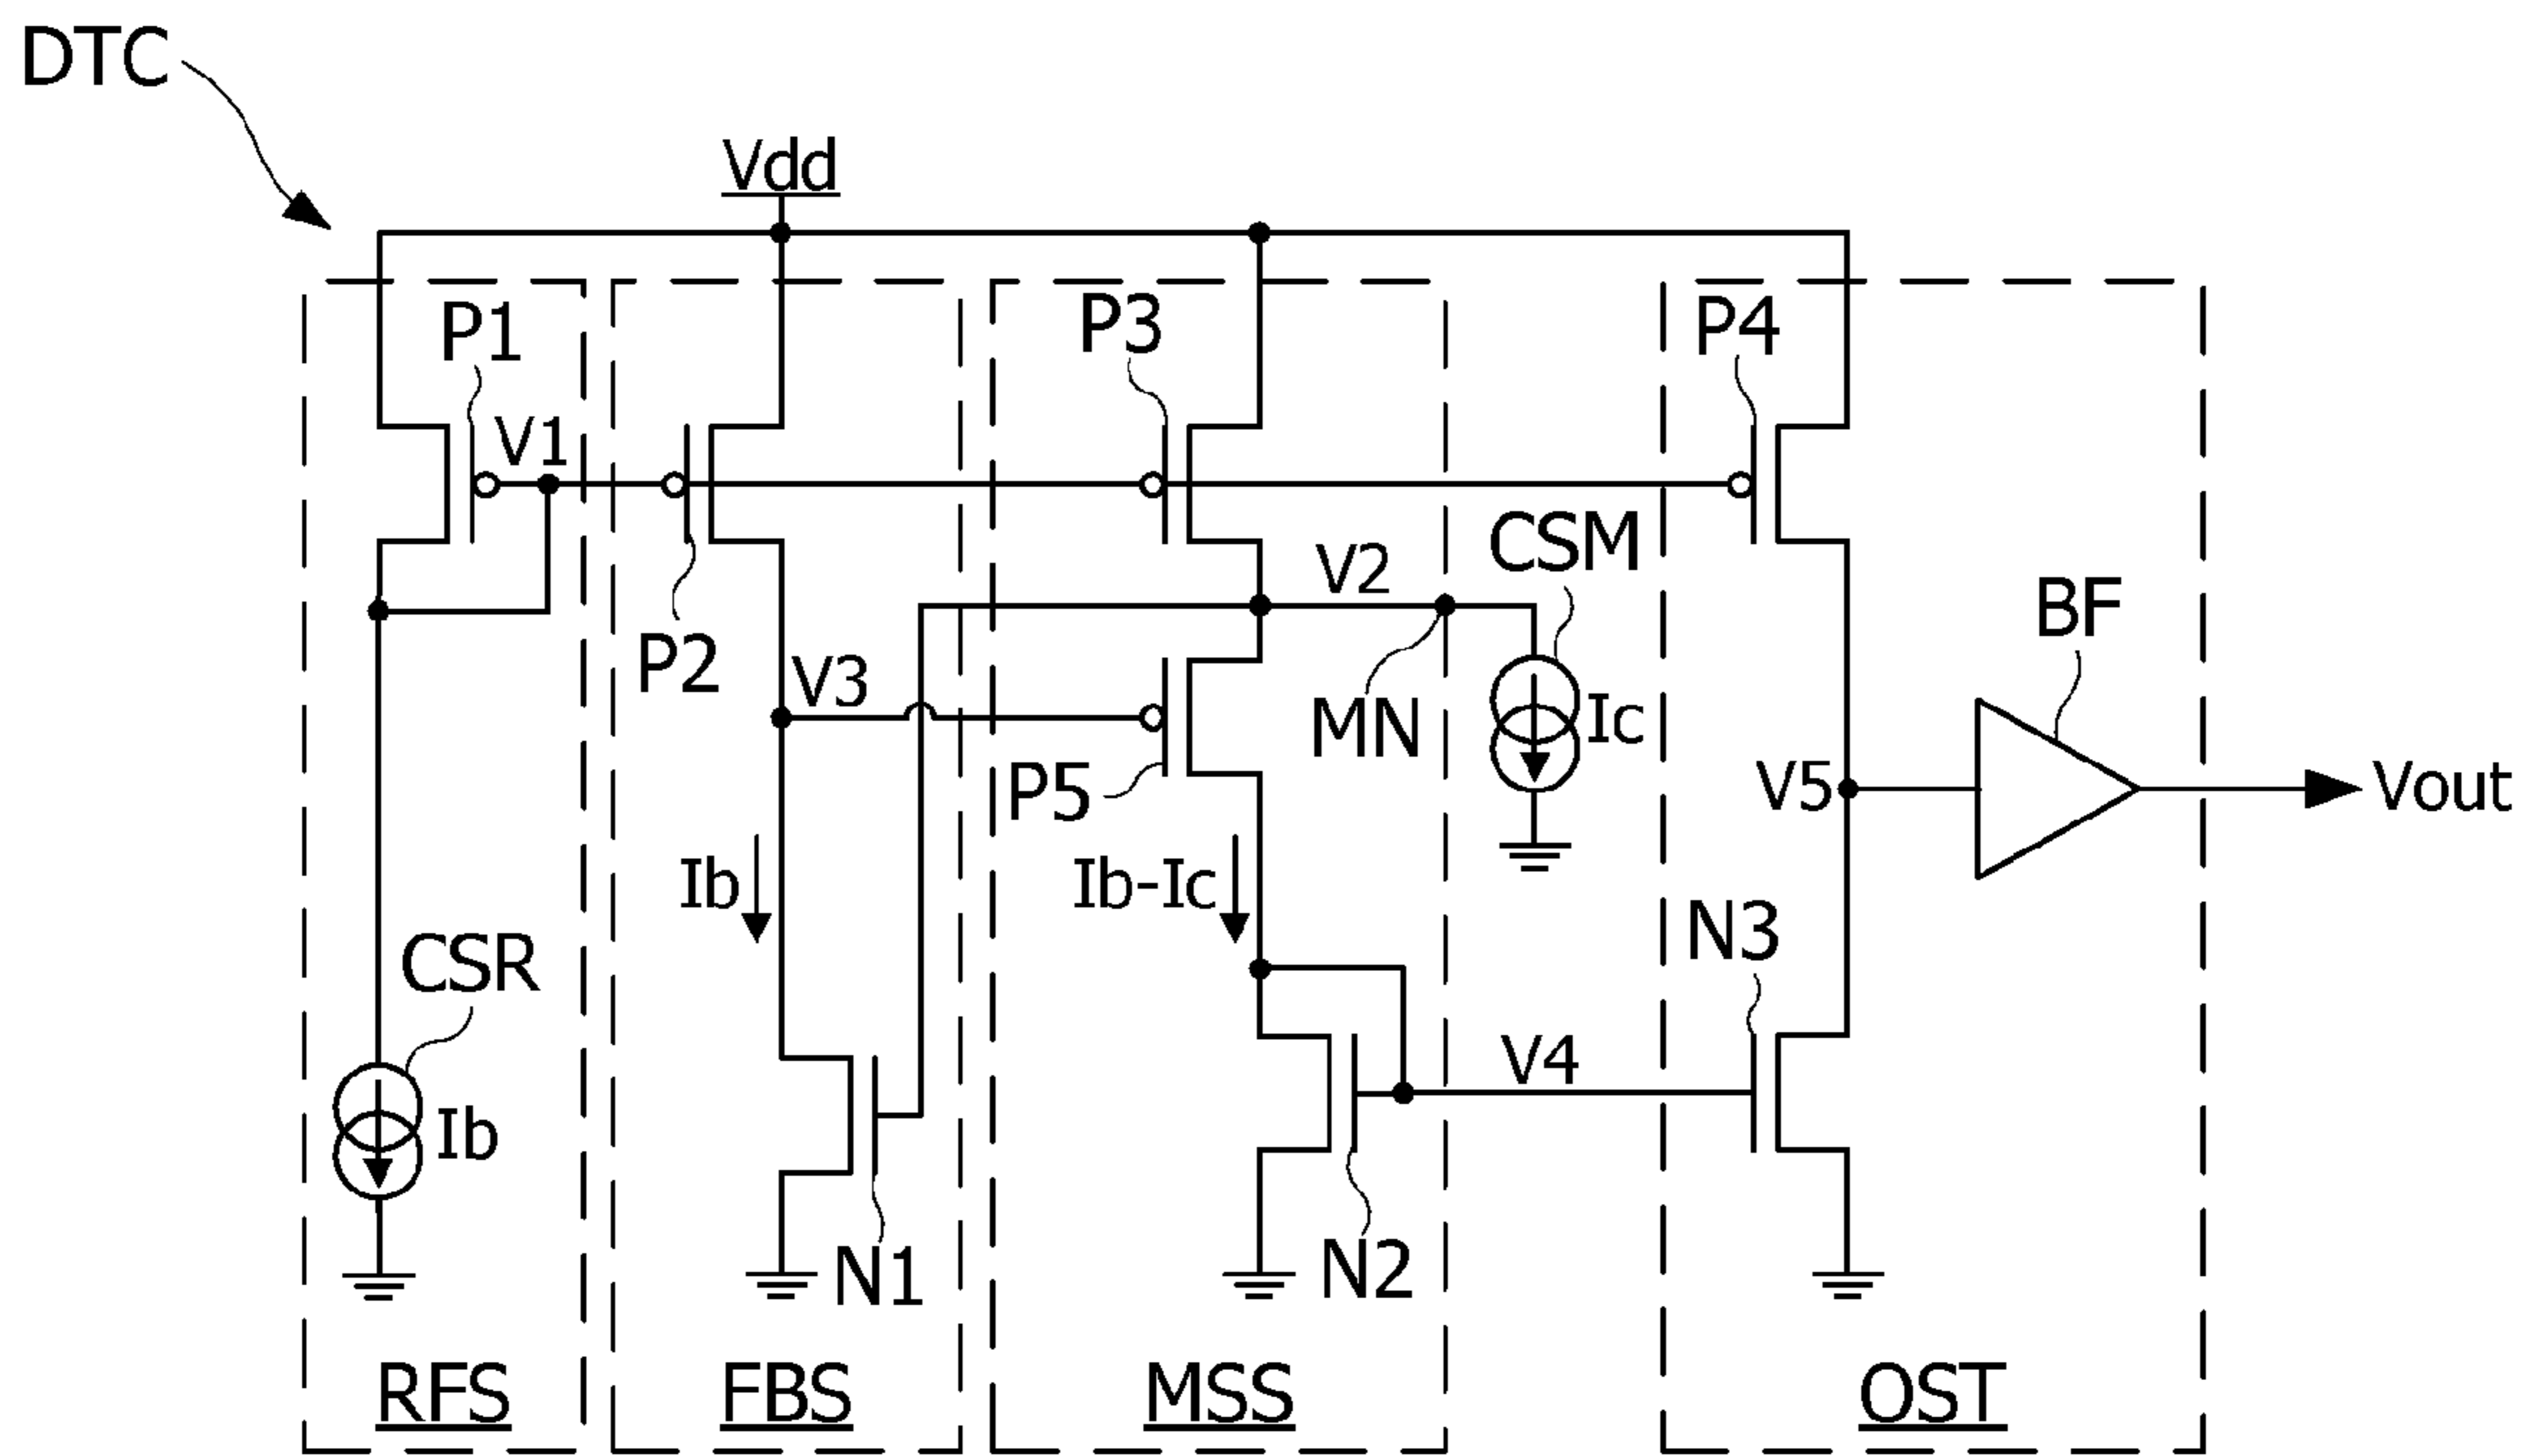 DTC
Vdd
P1
P3
P4
V1
CSM
V2
BF
P2
V3
MN
Ic
P5
V5
Vout
Ib
Ib-Ic
N3
CSR
V4
Ib
N1
N2
RFS
FBS
MSS
OST